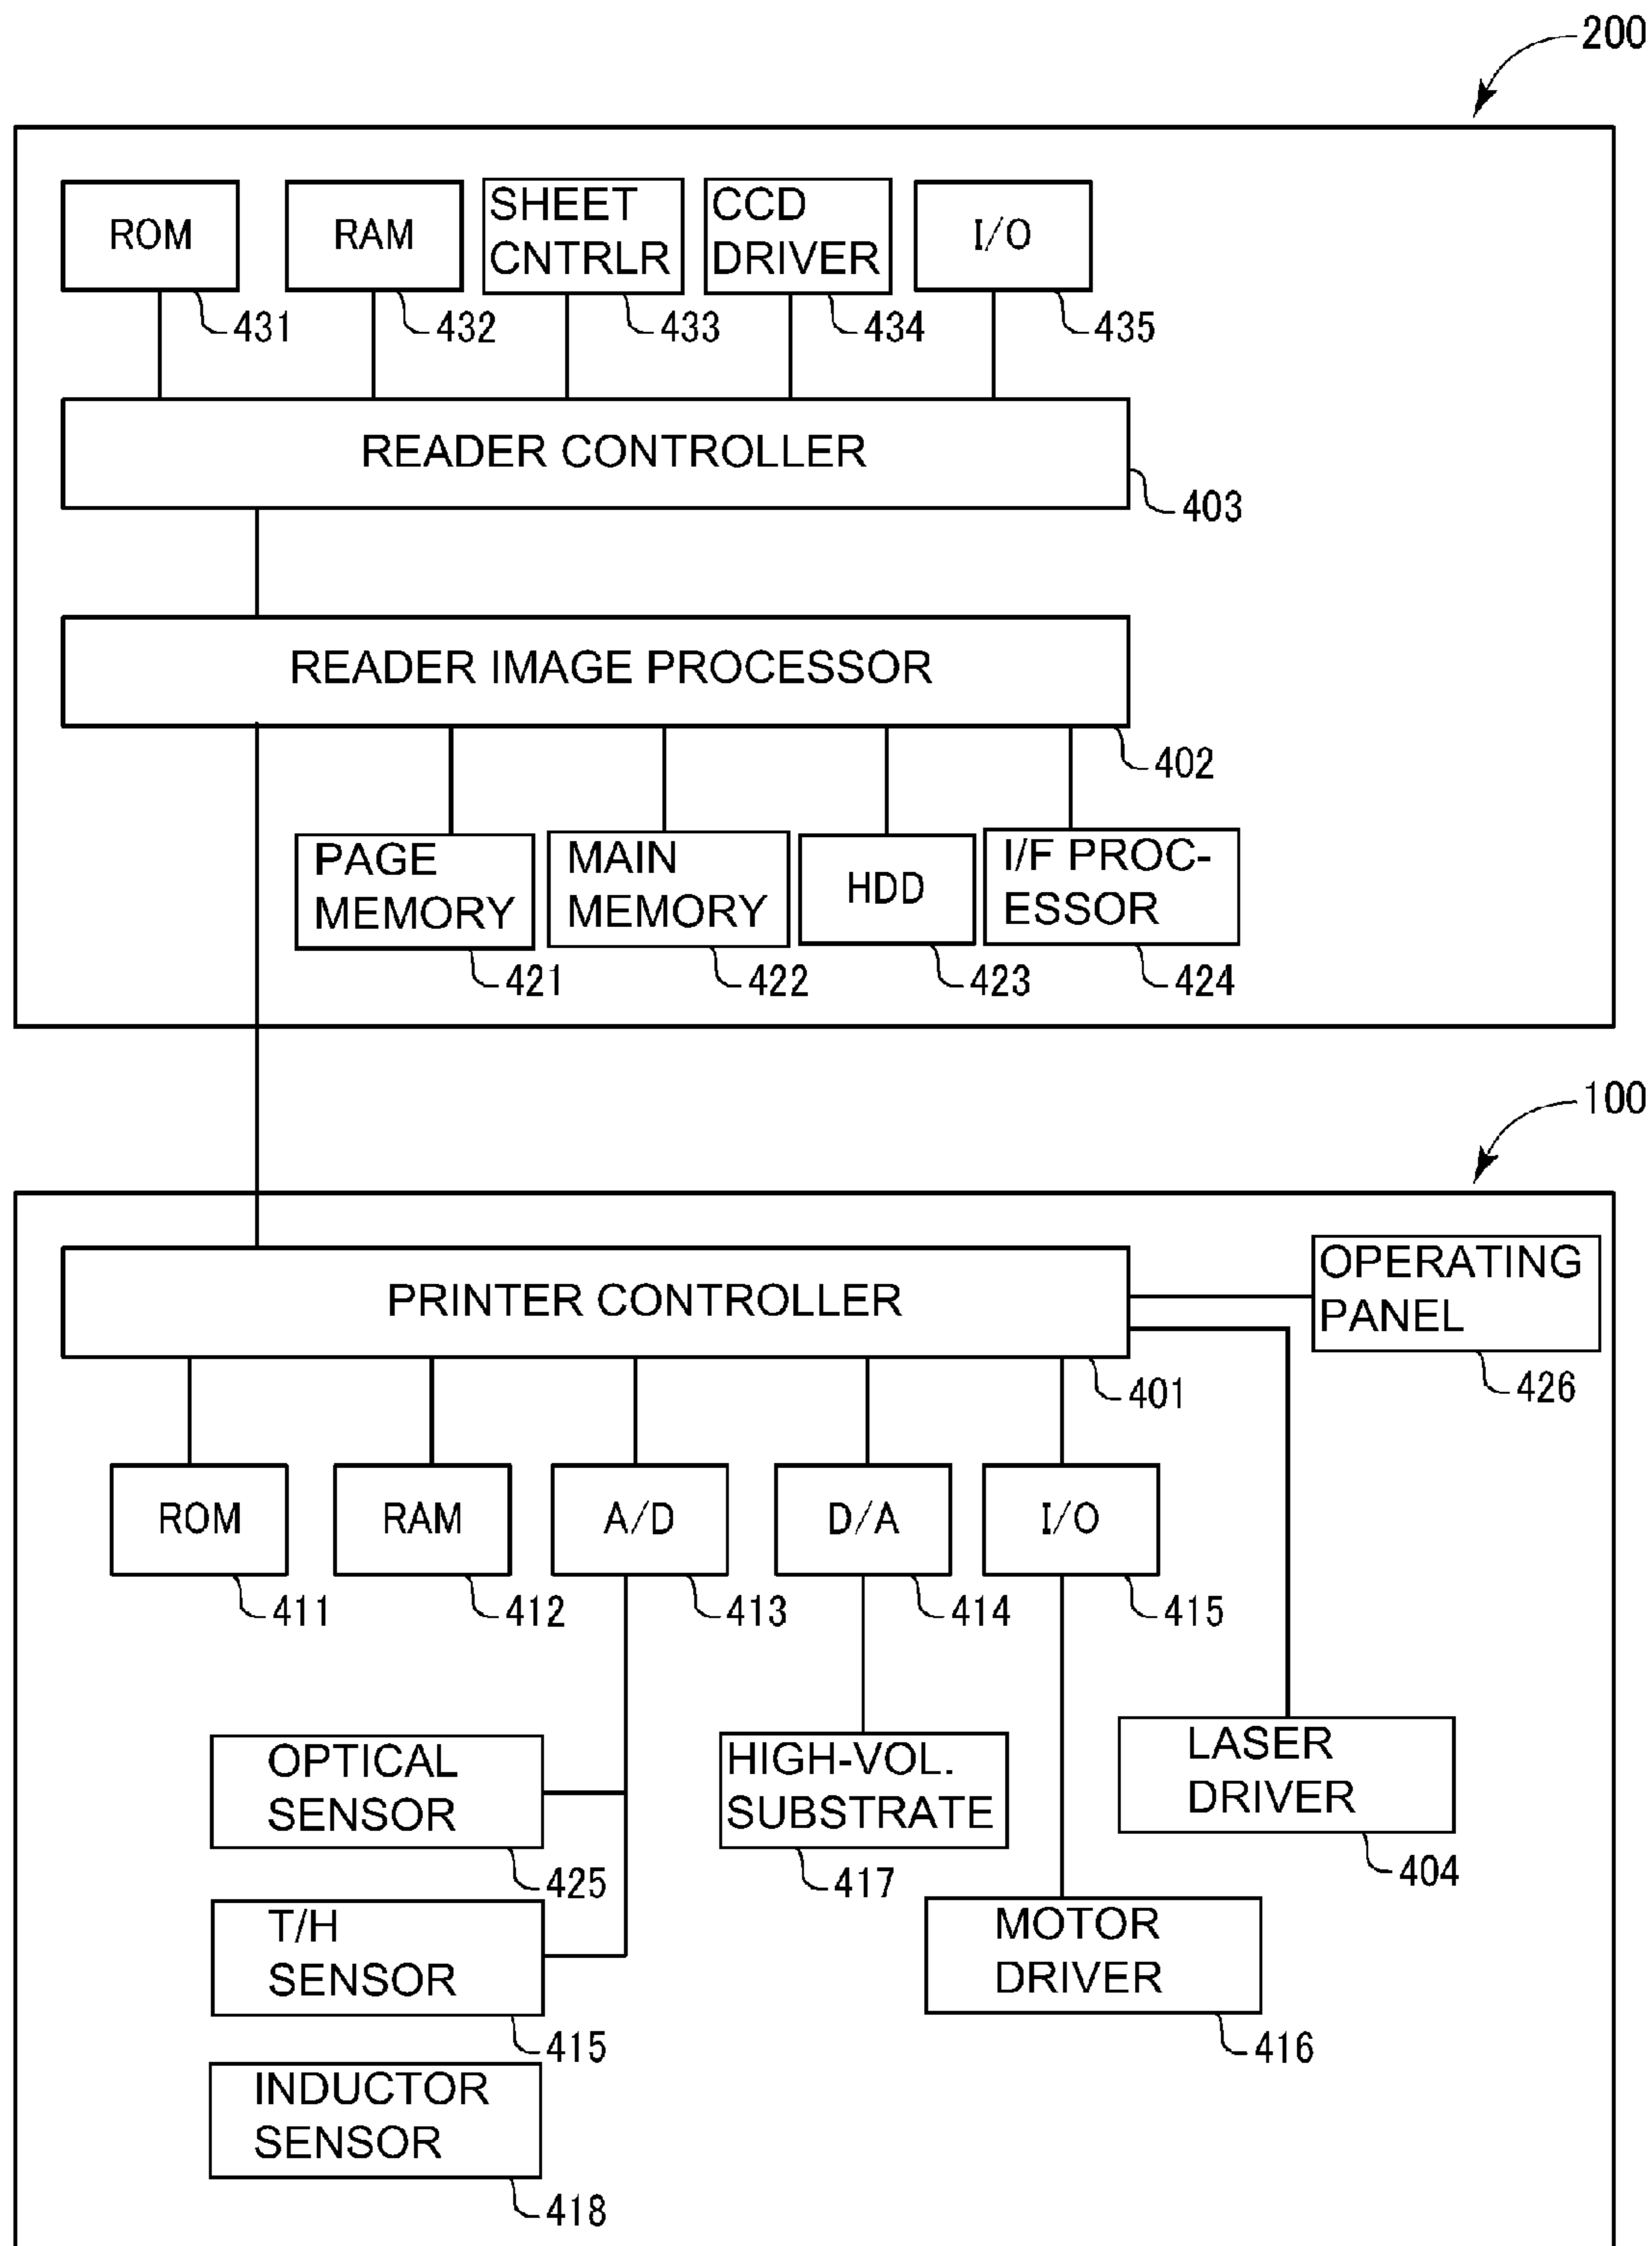 200
ROM
RAM
SHEET
CNTRLR
CCD
DRIVER
I/O
431
432
433
434
435
READER CONTROLLER
403
READER IMAGE PROCESSOR
402
PAGE
MEMORY
MAIN
MEMORY
HDD
I/F PROC-
ESSOR
421
422
423
424
100
PRINTER CONTROLLER
OPERATING
PANEL
401
426
ROM
RAM
A/D
D/A
I/O
411
412
413
414
415
OPTICAL
SENSOR
HIGH-VOL.
SUBSTRATE
LASER
DRIVER
425
417
404
T/H
SENSOR
MOTOR
DRIVER
415
416
INDUCTOR
SENSOR
418